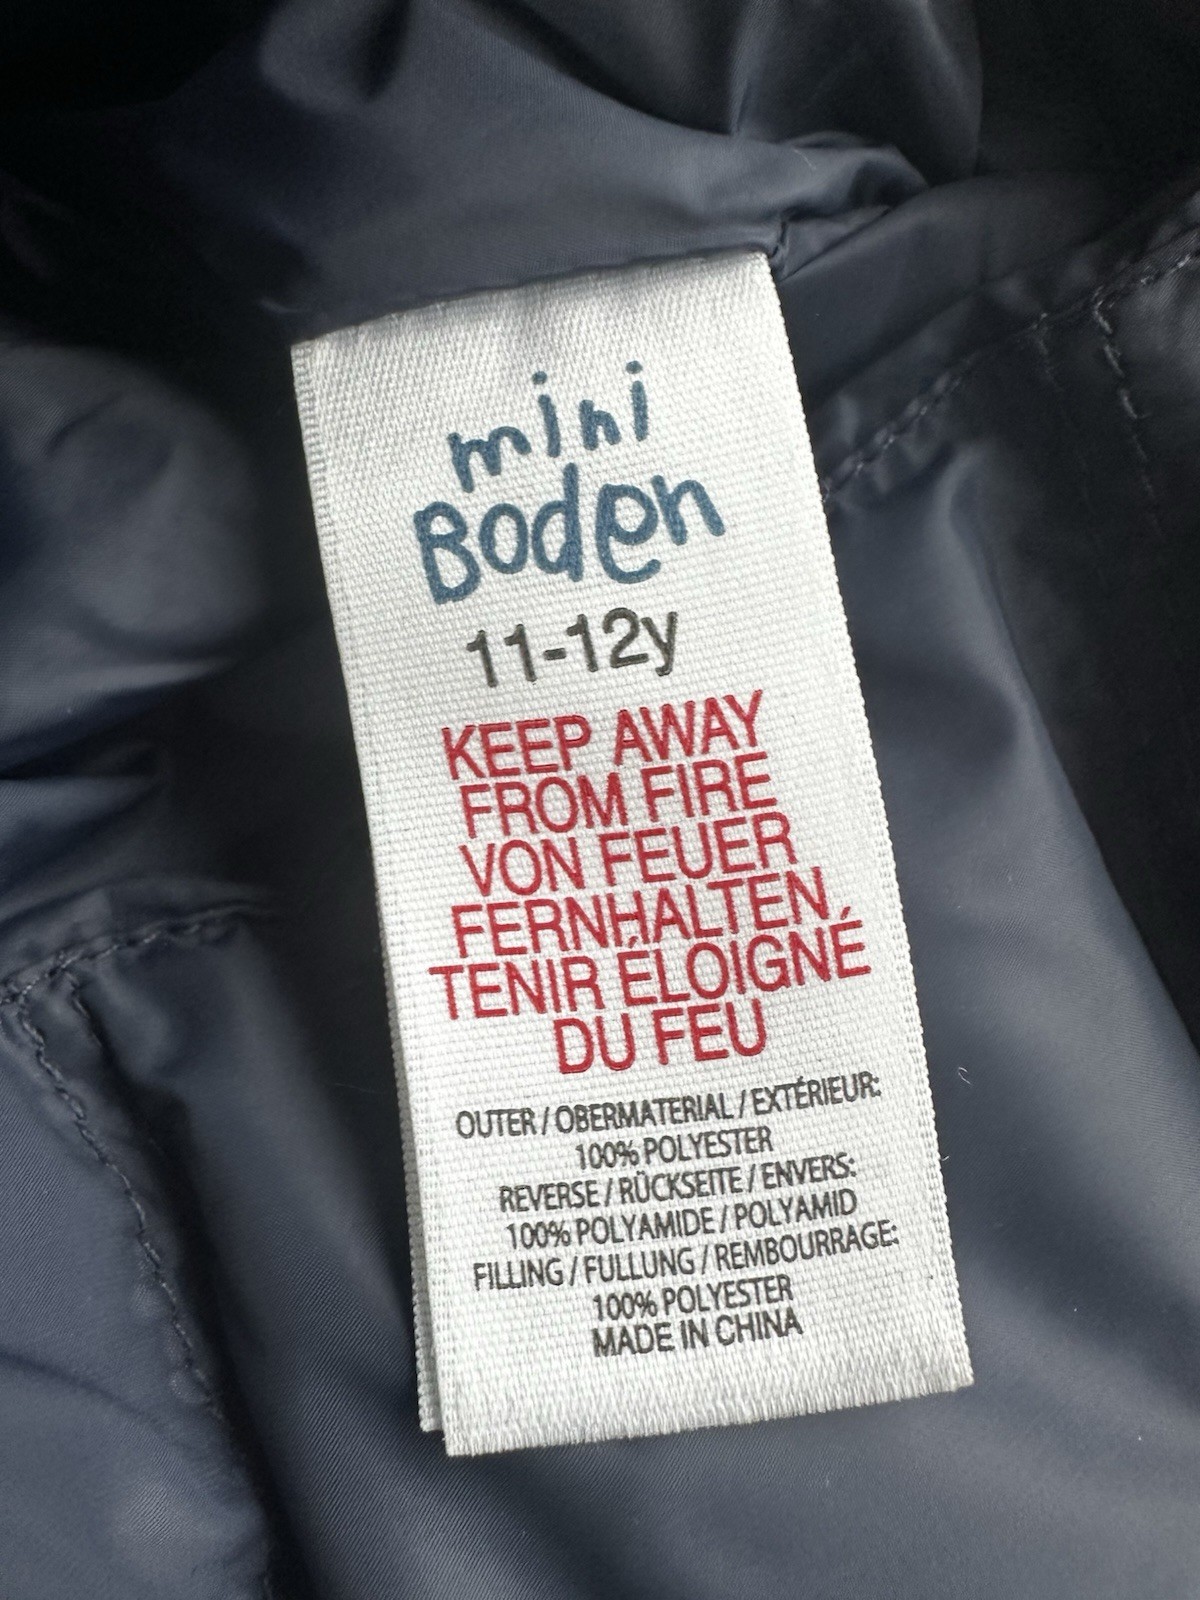 mini
Boden
11-12y
KEEP AWAY
FROM FIRE
VON FEUER
FERNHALTEN
TENIR ÉLOIGNÉ
DU FEU
OUTER / OBERMATERIAL / EXTÉRIEUR:
100% POLYESTER
REVERSE / RÜCKSEITE / ENVERS:
100% POLYAMIDE / POLYAMID
FILLING / FULLUNG / REMBOURRAGE:
100% POLYESTER
MADE IN CHINA